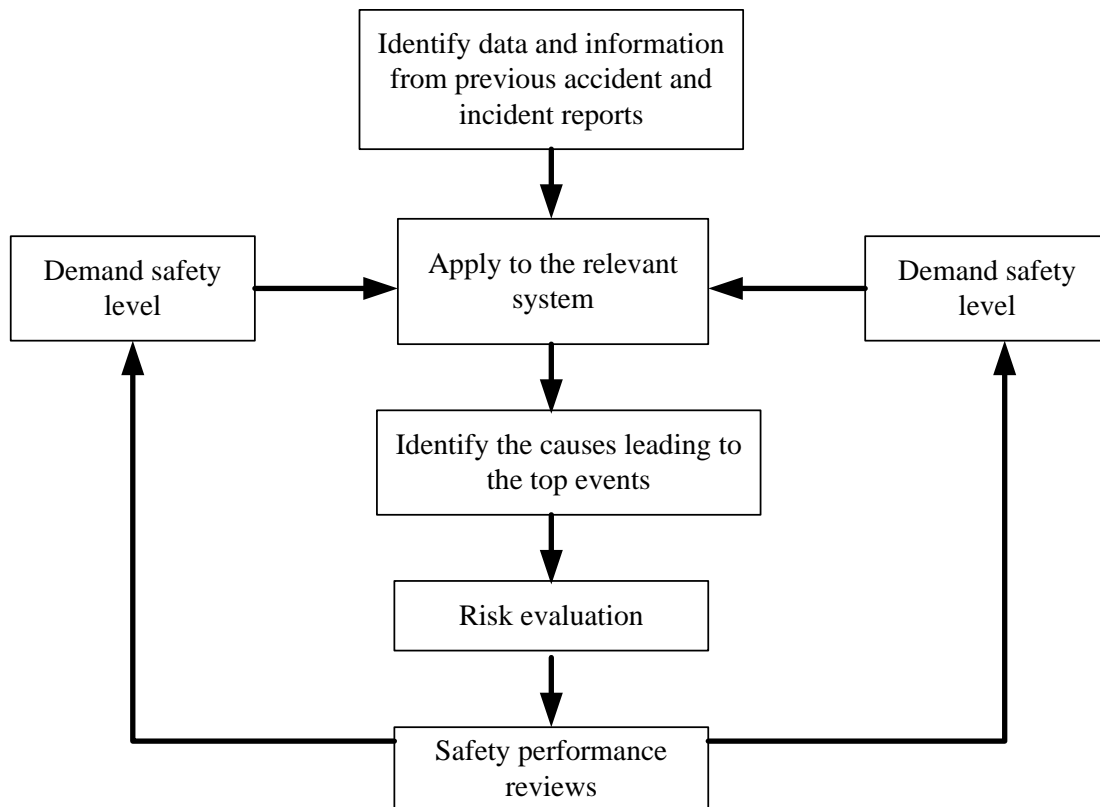 Identify data and information
from previous accident and
incident reports
Demand safety
level
Apply to the relevant
system
Demand safety
level
Identify the causes leading to
the top events
Risk evaluation
Safety performance
reviews